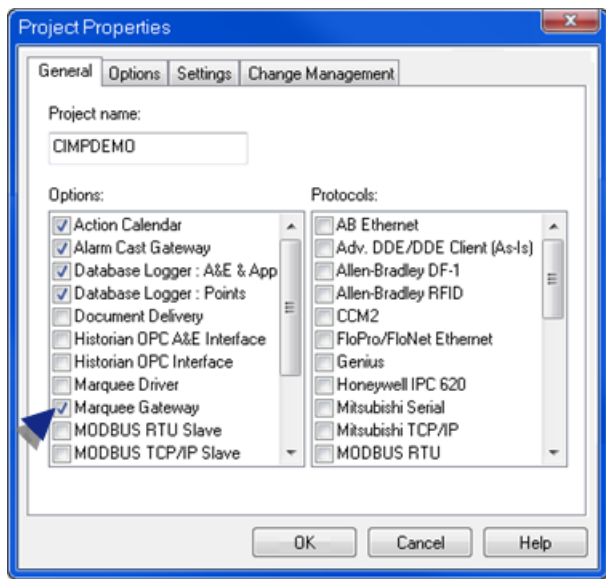 Project Properties
General Options Settings Change Management
Project name:
CIMPDEMO
Options:
Action Calendar
Alarm Cast Gateway
Database Logger : A&E & App
Database Logger : Points
Document Delivery
Historian OPC A&E Interface
Historian OPC Interface
Marquee Driver
Marquee Gateway
MODBUS RTU Slave
MODBUS TCP/IP Slave
Protocols:
AB Ethernet
Adv. DDE/DDE Client (As-Is)
Allen-Bradley DF-1
Allen-Bradley RFID
CCM2
FloPro/FloNet Ethernet
Genius
Honeywell IPC 620
Mitsubishi Serial
Mitsubishi TCP/IP
MODBUS RTU
OK Cancel Help